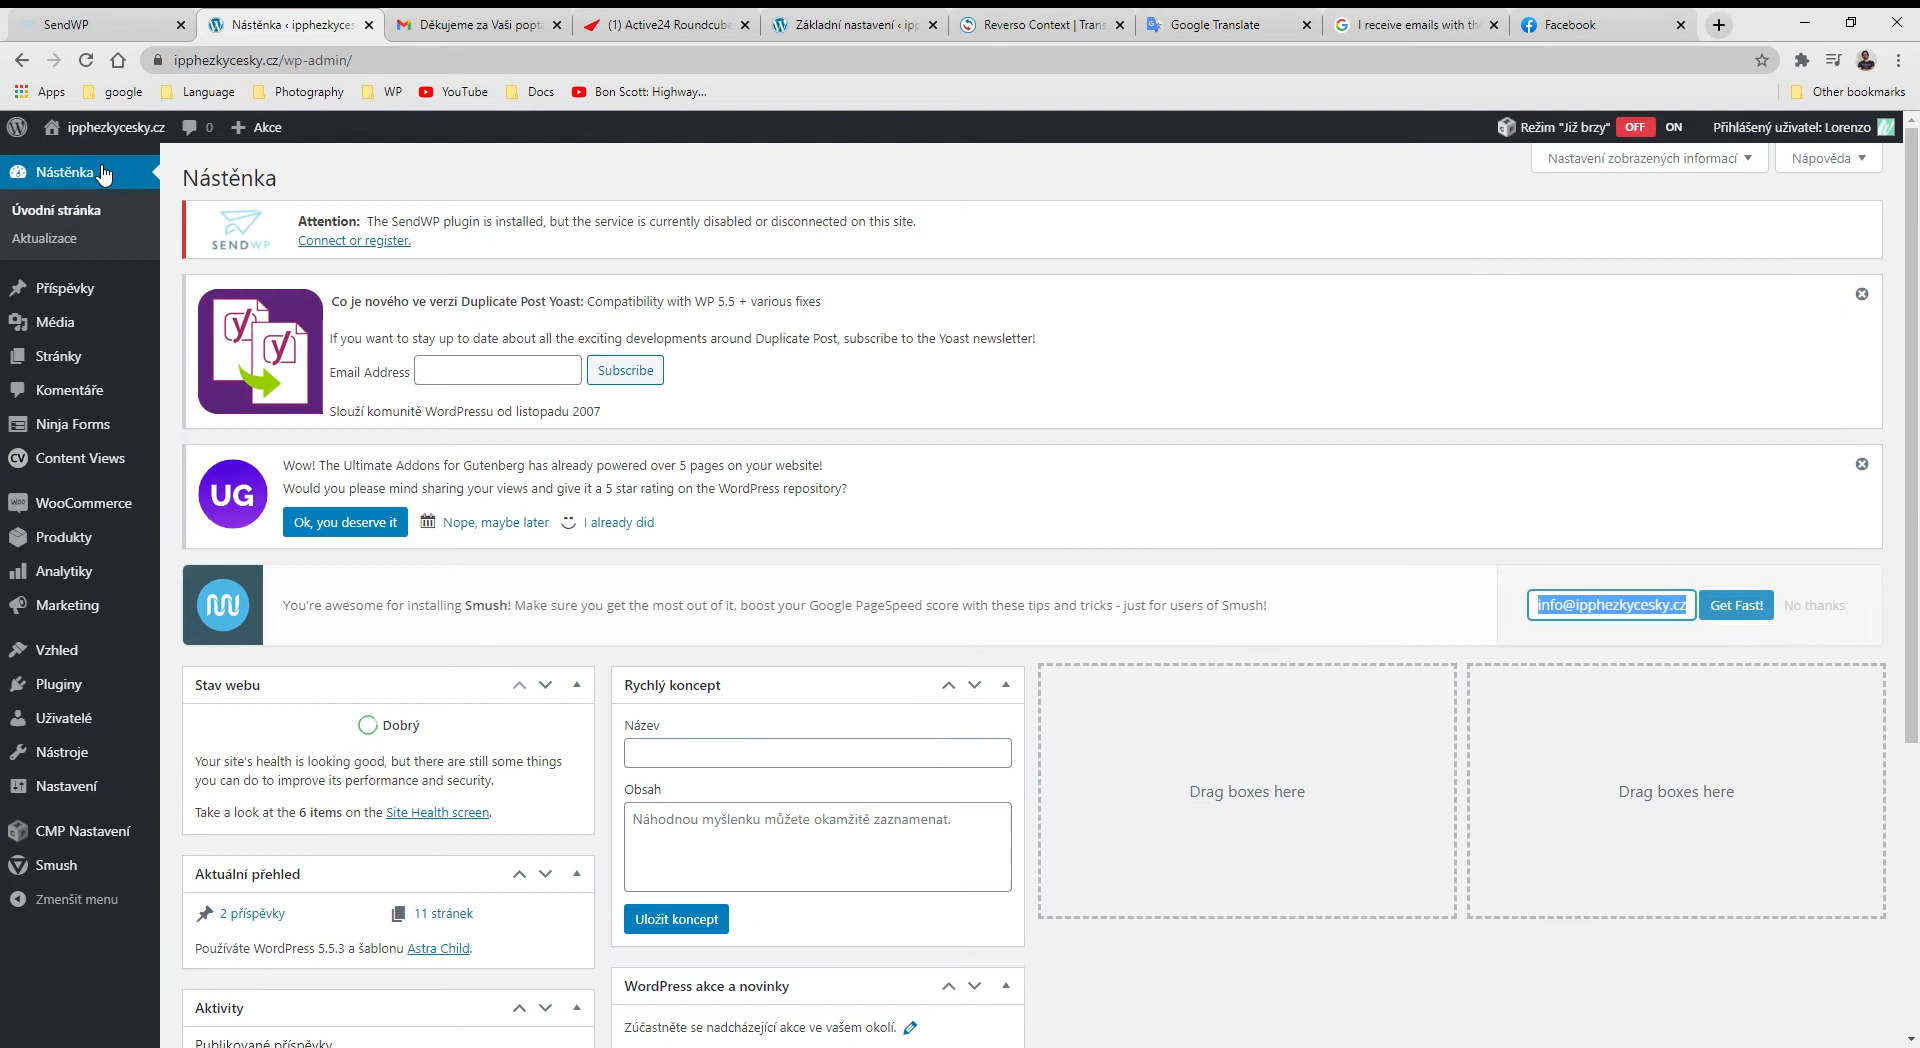 SendWP
Nástěnka ‹ ipphezkyces
Děkujeme za Vaši popt
(1) Active24 Roundcube
Základní nastavení ‹ ipp
Reverso Context | Trans
Google Translate
I receive emails with th
Facebook
ipphezkycesky.cz/wp-admin/
Apps
google
Language
Photography
WP
YouTube
Docs
Bon Scott: Highway...
Other bookmarks
ipphezkycesky.cz
0
Akce
Režim "Již brzy"
OFF
ON
Přihlášený uživatel: Lorenzo
Nástěnka
Úvodní stránka
Aktualizace
Příspěvky
Média
Stránky
Komentáře
Ninja Forms
CV
Content Views
Woo
WooCommerce
Produkty
Analytiky
Marketing
Vzhled
Pluginy
Uživatelé
Nástroje
Nastavení
CMP Nastavení
Smush
Zmenšit menu
Nastavení zobrazených informací
Nápověda
Nástěnka
SENDWP
Attention: The SendWP plugin is installed, but the service is currently disabled or disconnected on this site.
Connect or register.
y
y
Co je nového ve verzi Duplicate Post Yoast: Compatibility with WP 5.5 + various fixes
If you want to stay up to date about all the exciting developments around Duplicate Post, subscribe to the Yoast newsletter!
Email Address
Subscribe
Slouží komunitě WordPressu od listopadu 2007
UG
Wow! The Ultimate Addons for Gutenberg has already powered over 5 pages on your website!
Would you please mind sharing your views and give it a 5 star rating on the WordPress repository?
Ok, you deserve it
Nope, maybe later
I already did
You're awesome for installing Smush! Make sure you get the most out of it, boost your Google PageSpeed score with these tips and tricks - just for users of Smush!
info@ipphezkycesky.cz
Get Fast!
No thanks
Stav webu
Dobrý
Your site's health is looking good, but there are still some things
you can do to improve its performance and security.
Take a look at the 6 items on the Site Health screen.
Aktuální přehled
2 příspěvky
11 stránek
Používáte WordPress 5.5.3 a šablonu Astra Child.
Aktivity
Publikované příspěvky
Rychlý koncept
Název
Obsah
Náhodnou myšlenku můžete okamžitě zaznamenat.
Uložit koncept
WordPress akce a novinky
Zúčastněte se nadcházející akce ve vašem okolí.
Drag boxes here
Drag boxes here